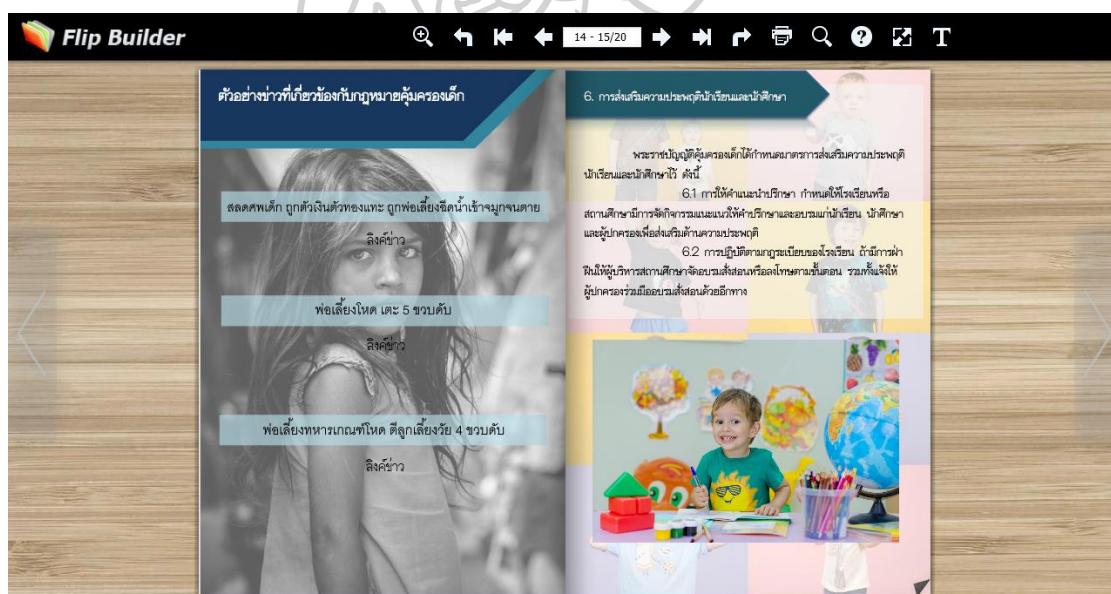 Flip Builder
14 - 15/20
T
ตัวอย่างข่าวที่เกี่ยวข้องกับกฎหมายคุ้มครองเด็ก
สลดศพเด็ก ถูกตัวเงินตัวทองแทะ ถูกพ่อเลี้ยงฉีดน้ำเข้าจมูกจนตาย
ลิงค์ข่าว
พ่อเลี้ยงโหด เตะ 5 ขวบดับ
ลิงค์ข่าว
พ่อเลี้ยงทหารเกณฑ์โหด ตีลูกเลี้ยงวัย 4 ขวบดับ
ลิงค์ข่าว
6. การส่งเสริมความประพฤตินักเรียนและนักศึกษา
พระราชบัญญัติคุ้มครองเด็กได้กำหนดมาตรการส่งเสริมความประพฤติ
นักเรียนและนักศึกษาไว้ ดังนี้
6.1 การให้คำแนะนำปรึกษา กำหนดให้โรงเรียนหรือ
สถานศึกษามีการจัดกิจกรรมแนะแนวให้คำปรึกษาและอบรมแก่นักเรียน นักศึกษา
และผู้ปกครองเพื่อส่งเสริมด้านความประพฤติ
6.2 การปฏิบัติตามกฎระเบียบของโรงเรียน ถ้ามีการฝ่า
ฝืนให้ผู้บริหารสถานศึกษาจัดอบรมสั่งสอนหรือลงโทษตามขั้นตอน รวมทั้งแจ้งให้
ผู้ปกครองร่วมมืออบรมสั่งสอนด้วยอีกทาง